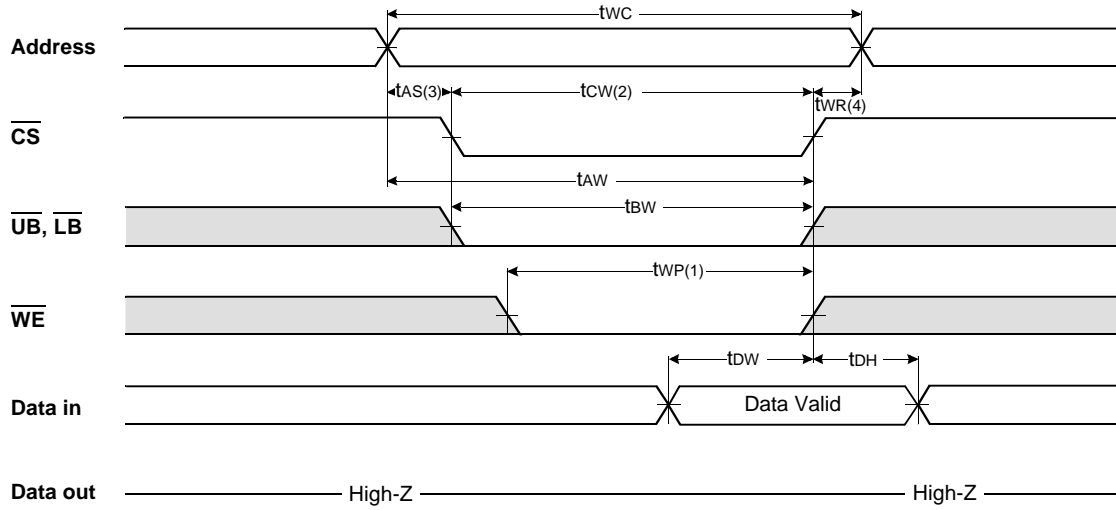 tWC
Address
tAS(3) tCW(2) tWR(4)
CS
tAW
tBW
UB, LB
tWP(1)
WE
tDW tDH
Data in Data Valid
Data out High-Z High-Z